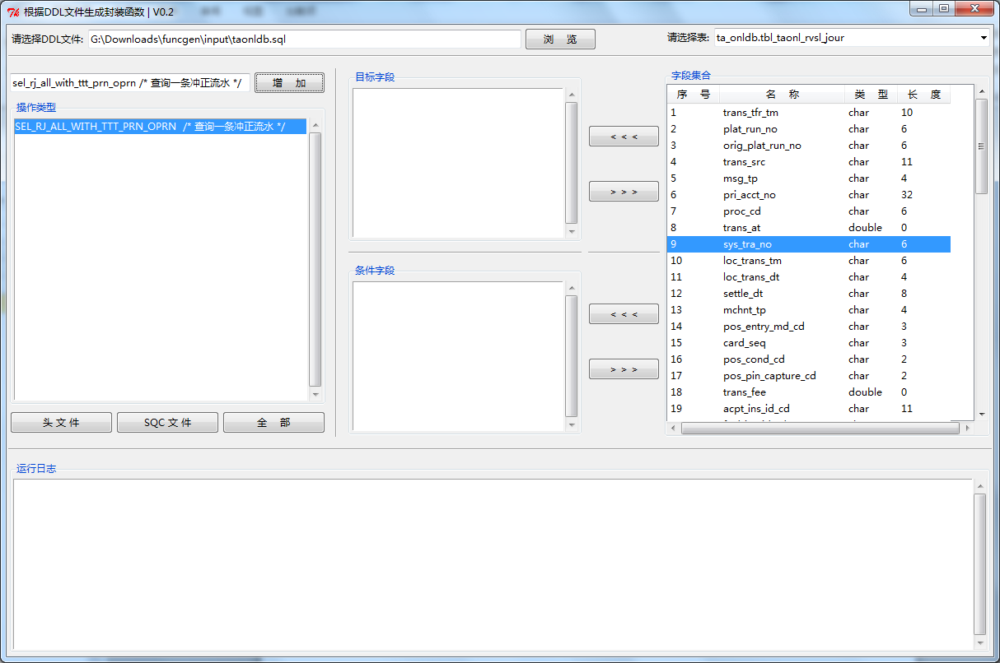 根据DDL文件生成封装函数 | V0.2
请选择DDL文件: G:\Downloads\funcgen\input\taonldb.sql 浏 览 请选择表: ta_onldb.tbl_taonl_rvsl_jour
sel_rj_all_with_ttt_prn_oprn /* 查询一条冲正流水 */ 增 加
操作类型
SEL_RJ_ALL_WITH_TTT_PRN_OPRN /* 查询一条冲正流水 */
头 文 件 SQC 文 件 全 部
目标字段
< < <
> > >
条件字段
< < <
> > >
字段集合
序 号 名 称 类 型 长 度
1 trans_tfr_tm char 10
2 plat_run_no char 6
3 orig_plat_run_no char 6
4 trans_src char 11
5 msg_tp char 4
6 pri_acct_no char 32
7 proc_cd char 6
8 trans_at double 0
9 sys_tra_no char 6
10 loc_trans_tm char 6
11 loc_trans_dt char 4
12 settle_dt char 8
13 mchnt_tp char 4
14 pos_entry_md_cd char 3
15 card_seq char 3
16 pos_cond_cd char 2
17 pos_pin_capture_cd char 2
18 trans_fee double 0
19 acpt_ins_id_cd char 11
运行日志